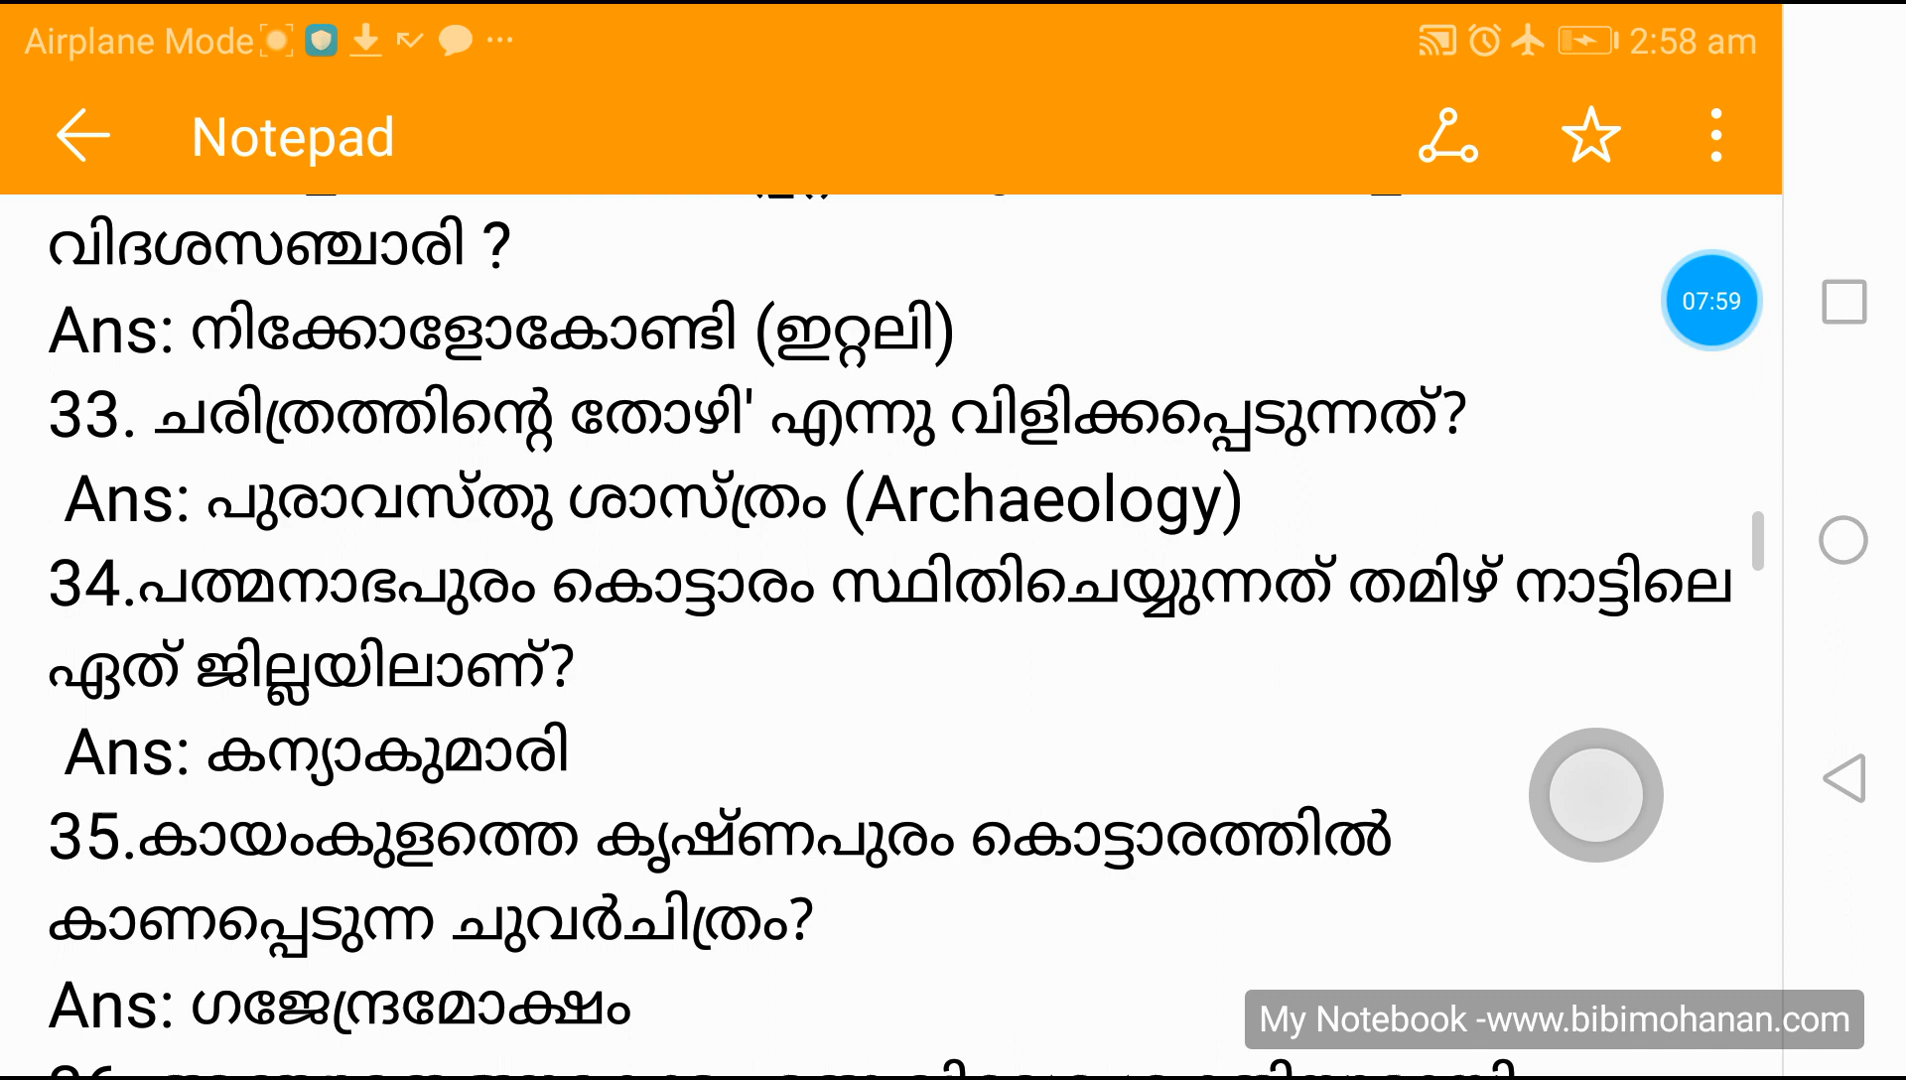 Airplane Mode
2:58 am
Notepad
വിദശസഞ്ചാരി ?
07:59
Ans: നിക്കോളോകോണ്ടി (ഇറ്റലി)
33. ചരിത്രത്തിന്റെ തോഴി' എന്നു വിളിക്കപ്പെടുന്നത്?
Ans: പുരാവസ്തു ശാസ്ത്രം (Archaeology)
34.പത്മനാഭപുരം കൊട്ടാരം സ്ഥിതിചെയ്യുന്നത് തമിഴ് നാട്ടിലെ
ഏത് ജില്ലയിലാണ്?
Ans: കന്യാകുമാരി
35.കായംകുളത്തെ കൃഷ്ണപുരം കൊട്ടാരത്തിൽ
കാണപ്പെടുന്ന ചുവർചിത്രം?
Ans: ഗജേന്ദ്രമോക്ഷം
My Notebook -www.bibimohanan.com